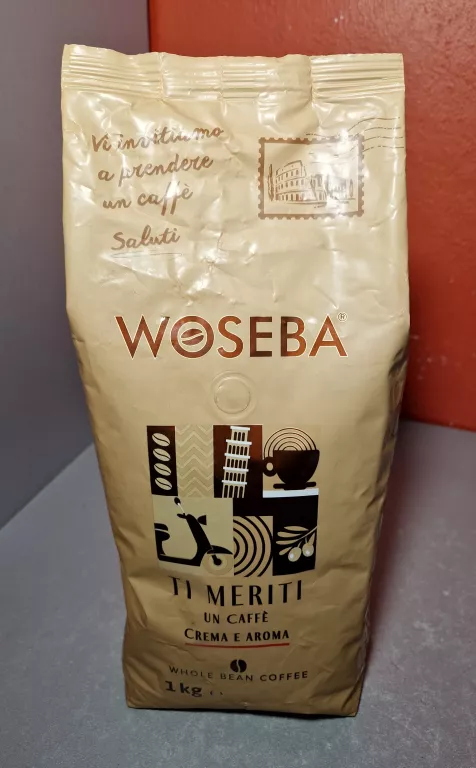 Vi invitiamo
a prendere
un caffè
Saluti
WOSEBA®
TI MERITI
UN CAFFÈ
CREMA E AROMA
WHOLE BEAN COFFEE
1kg e